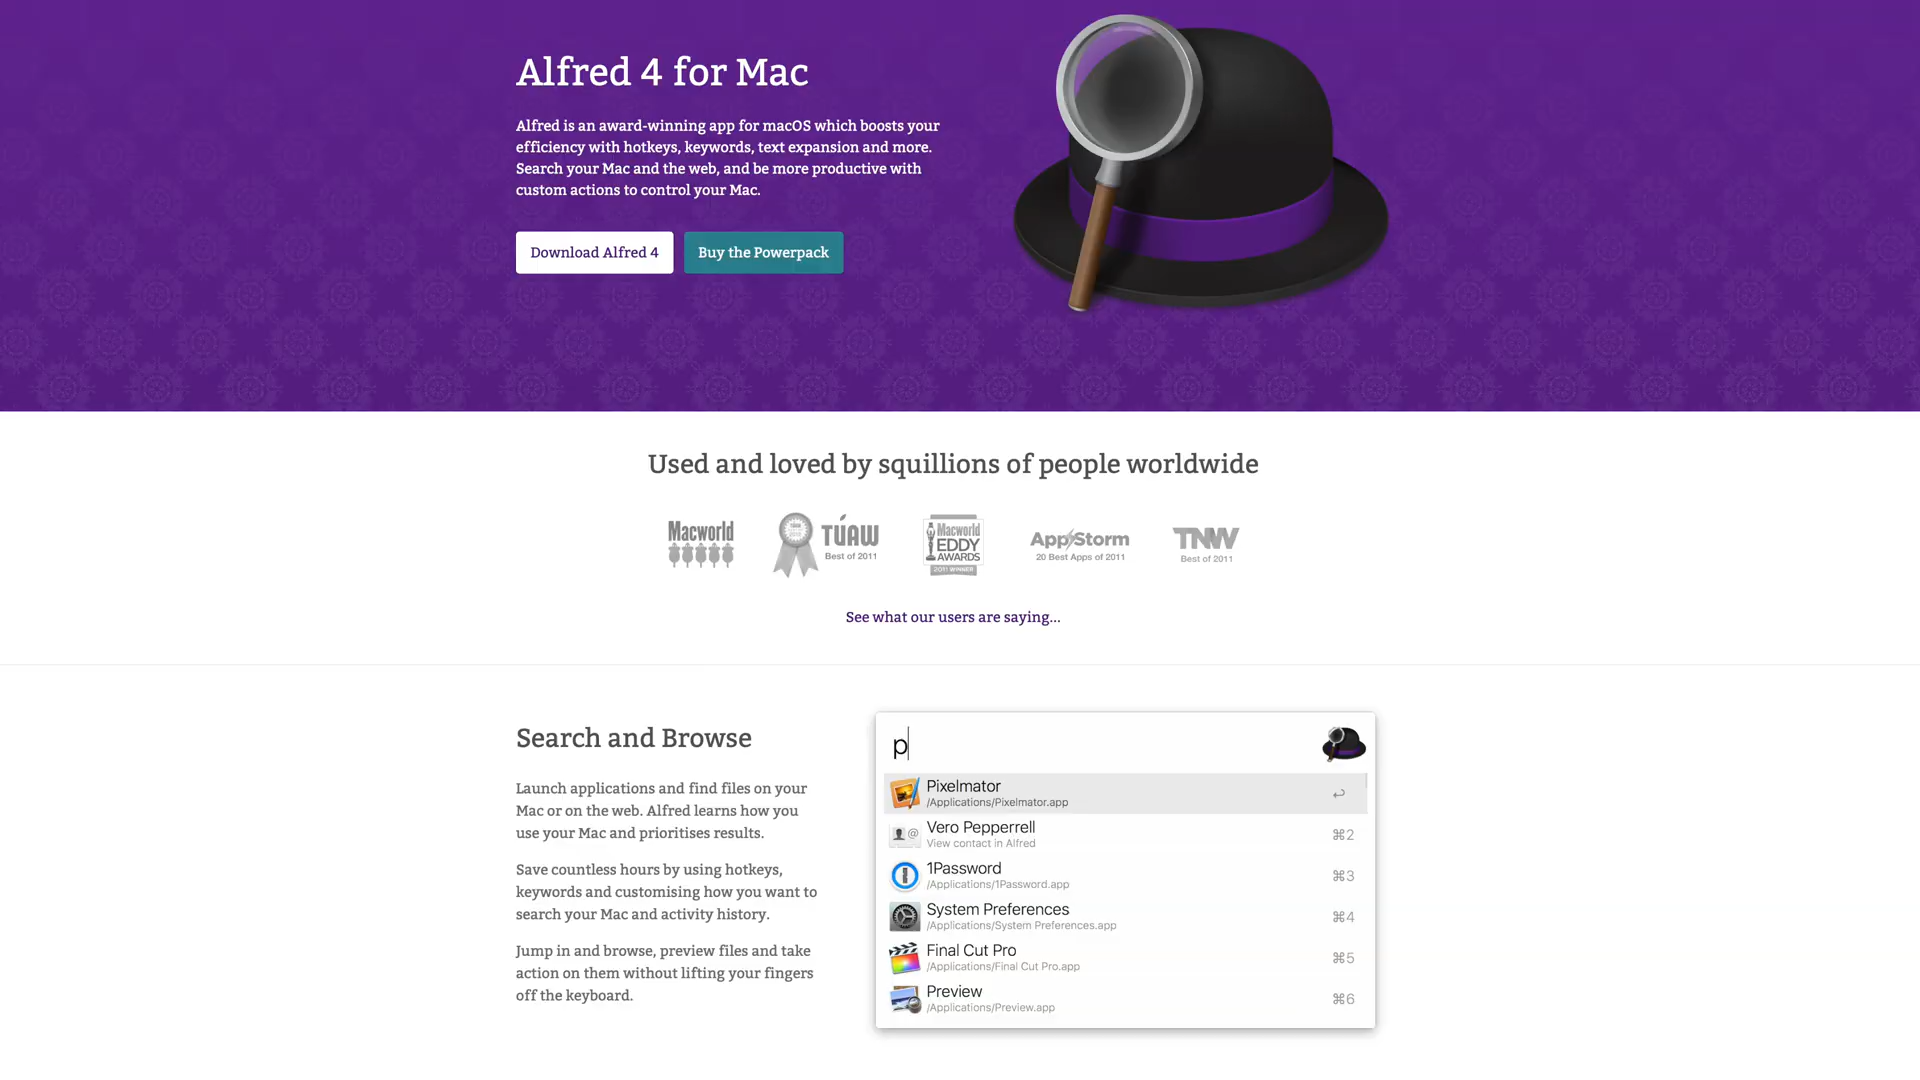 Alfred 4 for Mac
Alfred is an award-winning app for macOS which boosts your
efficiency with hotkeys, keywords, text expansion and more.
Search your Mac and the web, and be more productive with
custom actions to control your Mac.
Download Alfred 4
Buy the Powerpack
Used and loved by squillions of people worldwide
Macworld
TUAW
Best of 2011
Macworld
EDDY
AWARDS
2011 WINNER
AppStorm
20 Best Apps of 2011
TNW
Best of 2011
See what our users are saying...
Search and Browse
Launch applications and find files on your
Mac or on the web. Alfred learns how you
use your Mac and prioritises results.
Save countless hours by using hotkeys,
keywords and customising how you want to
search your Mac and activity history.
Jump in and browse, preview files and take
action on them without lifting your fingers
off the keyboard.
p
Pixelmator
/Applications/Pixelmator.app
↩
Vero Pepperrell
View contact in Alfred
⌘2
1Password
/Applications/1Password.app
⌘3
System Preferences
/Applications/System Preferences.app
⌘4
Final Cut Pro
/Applications/Final Cut Pro.app
⌘5
Preview
/Applications/Preview.app
⌘6